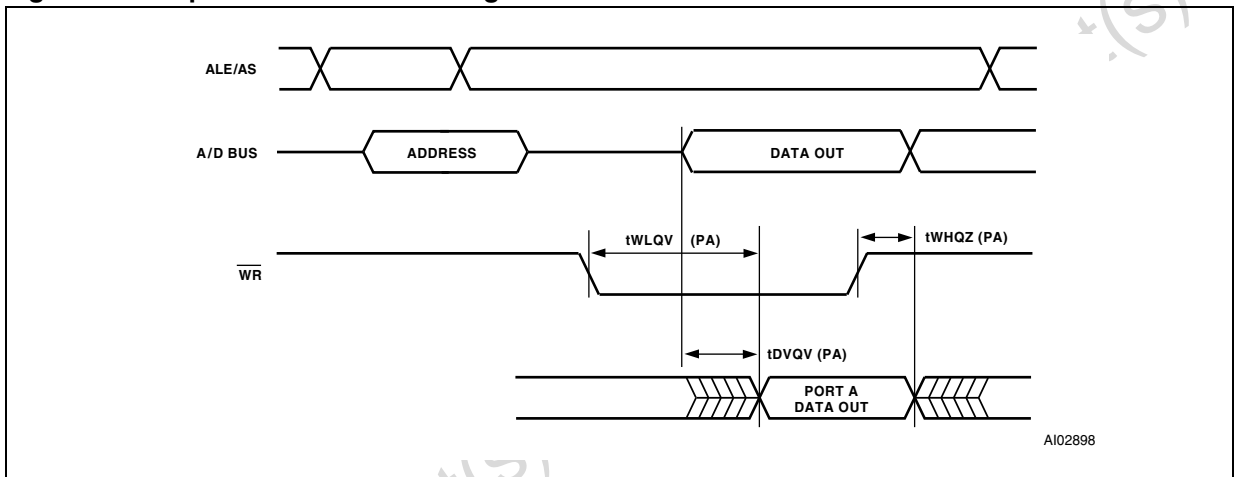 ALE/AS
A/D BUS
ADDRESS
DATA OUT
tWLQV (PA)
tWHQZ (PA)
WR
tDVQV (PA)
PORT A
DATA OUT
AI02898
t(s)